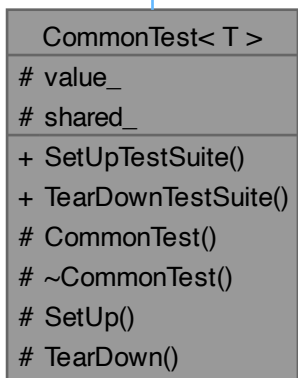 CommonTest< T >
# value_
# shared_
+ SetUpTestSuite()
+ TearDownTestSuite()
# CommonTest()
# ~CommonTest()
# SetUp()
# TearDown()